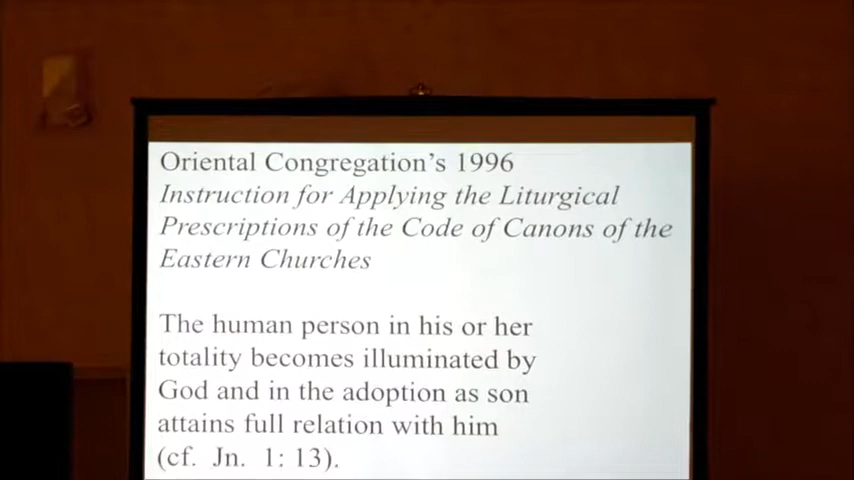 Oriental Congregation's 1996
Instruction for Applying the Liturgical
Prescriptions of the Code of Canons of the
Eastern Churches
The human person in his or her
totality becomes illuminated by
God and in the adoption as son
attains full relation with him
(cf. Jn. 1: 13).